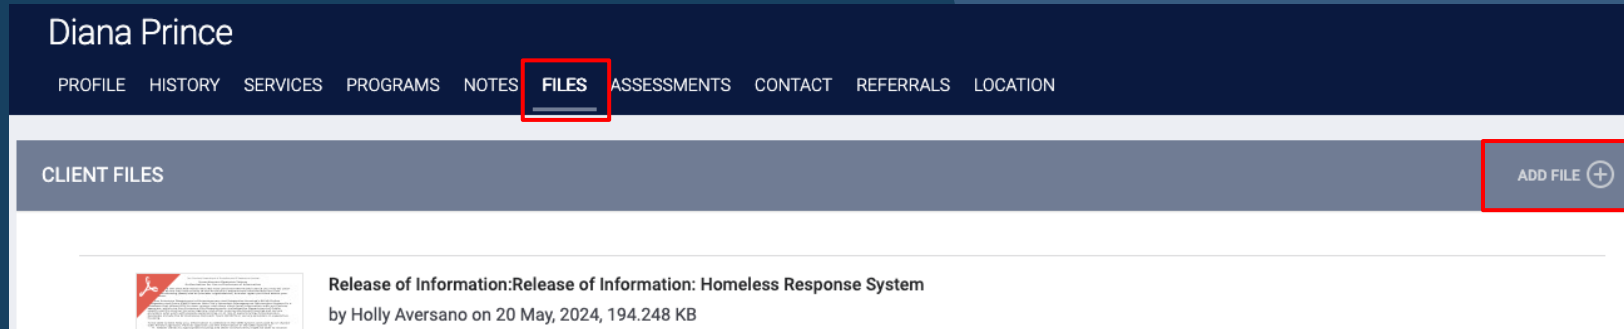 Diana Prince
PROFILE HISTORY SERVICES PROGRAMS NOTES FILES ASSESSMENTS CONTACT REFERRALS LOCATION
CLIENT FILES
ADD FILE
Release of Information:Release of Information: Homeless Response System
by Holly Aversano on 20 May, 2024, 194.248 KB